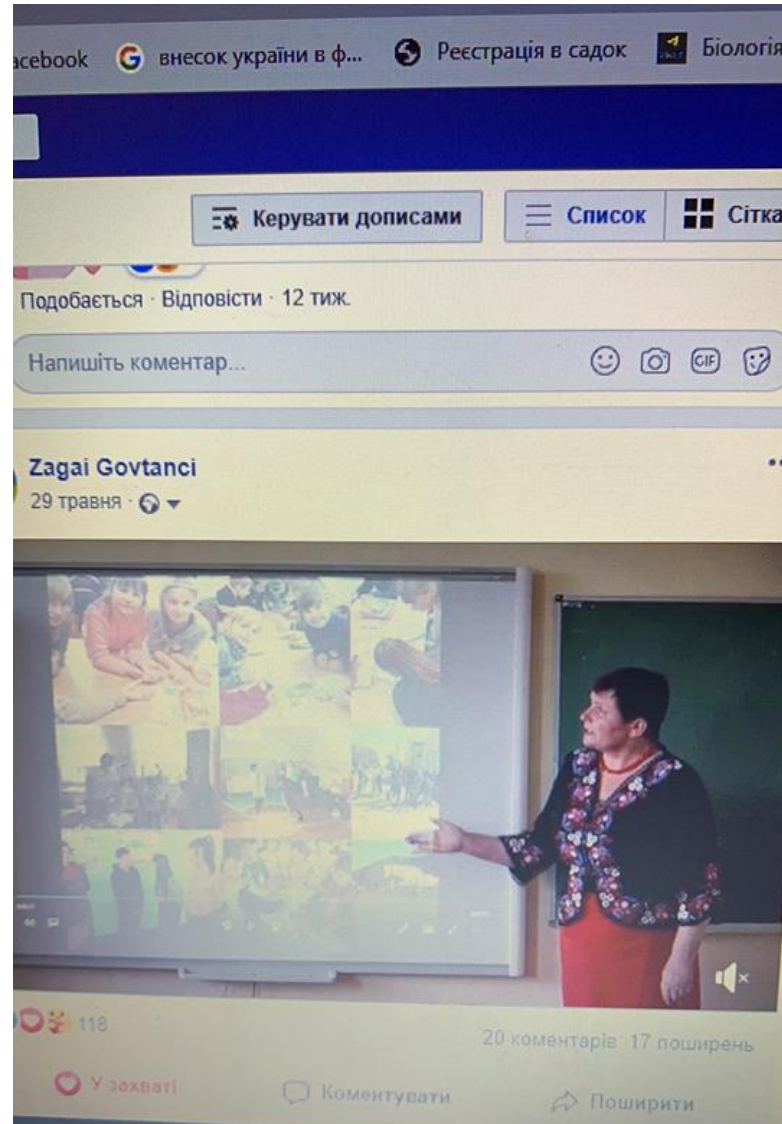 acebook внесок україни в ф... Реєстрація в садок Біологія
Керувати дописами Список Сітка
Подобається · Відповісти · 12 тиж.
Напишіть коментар... GIF
Zagai Govtanci
29 травня ·
118
20 коментарів 17 поширень
У захваті Коментувати Поширити